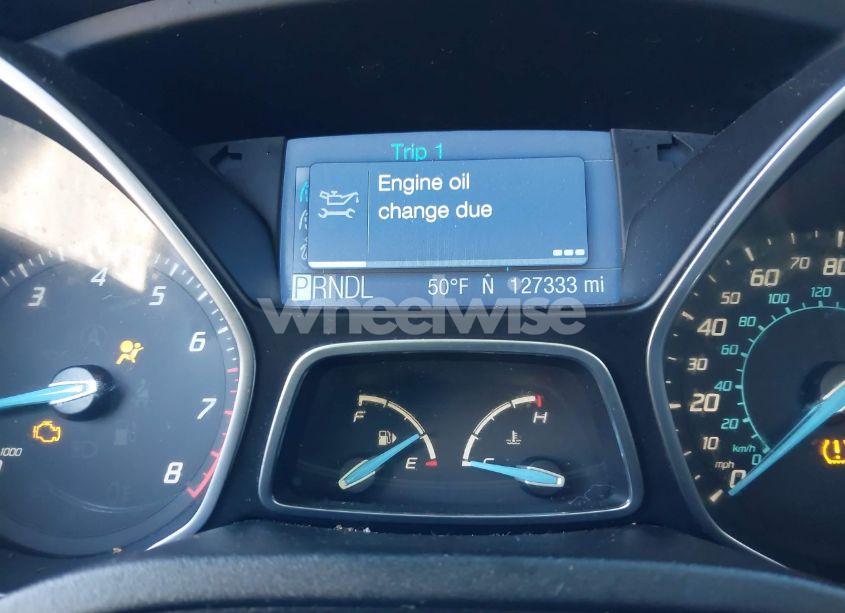 Trip 1
Engine oil
change due
PRNDL 50°F N 127333 mi
wheelwise
3 4 5 6 7 8
1000
F E
C H
0 10 20 40 50 60 70 80
mph
20 40 60 80 100 120
km/h